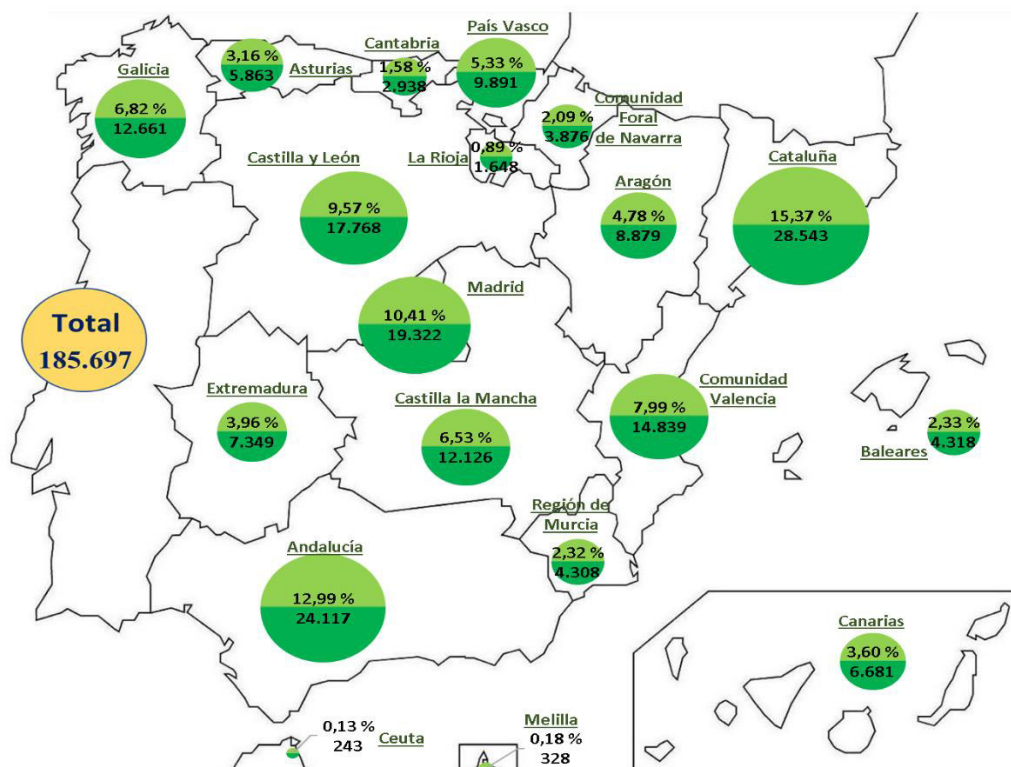 País Vasco
5,33 %
9.891
Cantabria
1,58 %
2.938
3,16 %
5.863
Asturias
Galicia
6,82 %
12.661
Comunidad
Foral
de Navarra
2,09 %
3.876
La Rioja
0,89 %
1.648
Castilla y León
9,57 %
17.768
Aragón
4,78 %
8.879
Cataluña
15,37 %
28.543
Madrid
10,41 %
19.322
Total
185.697
Extremadura
3,96 %
7.349
Castilla la Mancha
6,53 %
12.126
Comunidad
Valencia
7,99 %
14.839
2,33 %
4.318
Baleares
Región de
Murcia
2,32 %
4.308
Andalucía
12,99 %
24.117
Canarias
3,60 %
6.681
0,13 %
243
Ceuta
Melilla
0,18 %
328